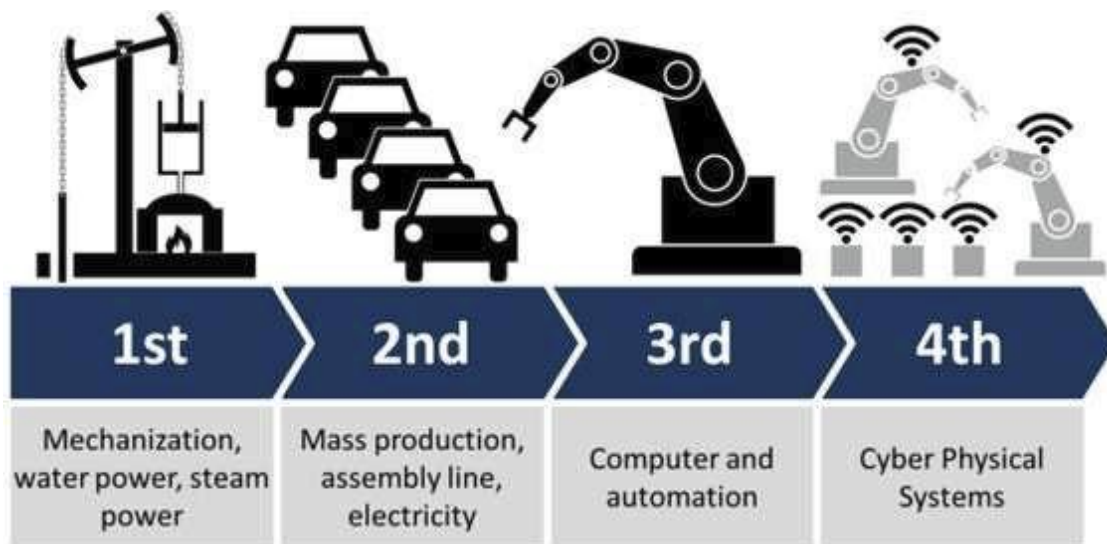 1st
2nd
3rd
4th
Mechanization,
water power, steam
power
Mass production,
assembly line,
electricity
Computer and
automation
Cyber Physical
Systems